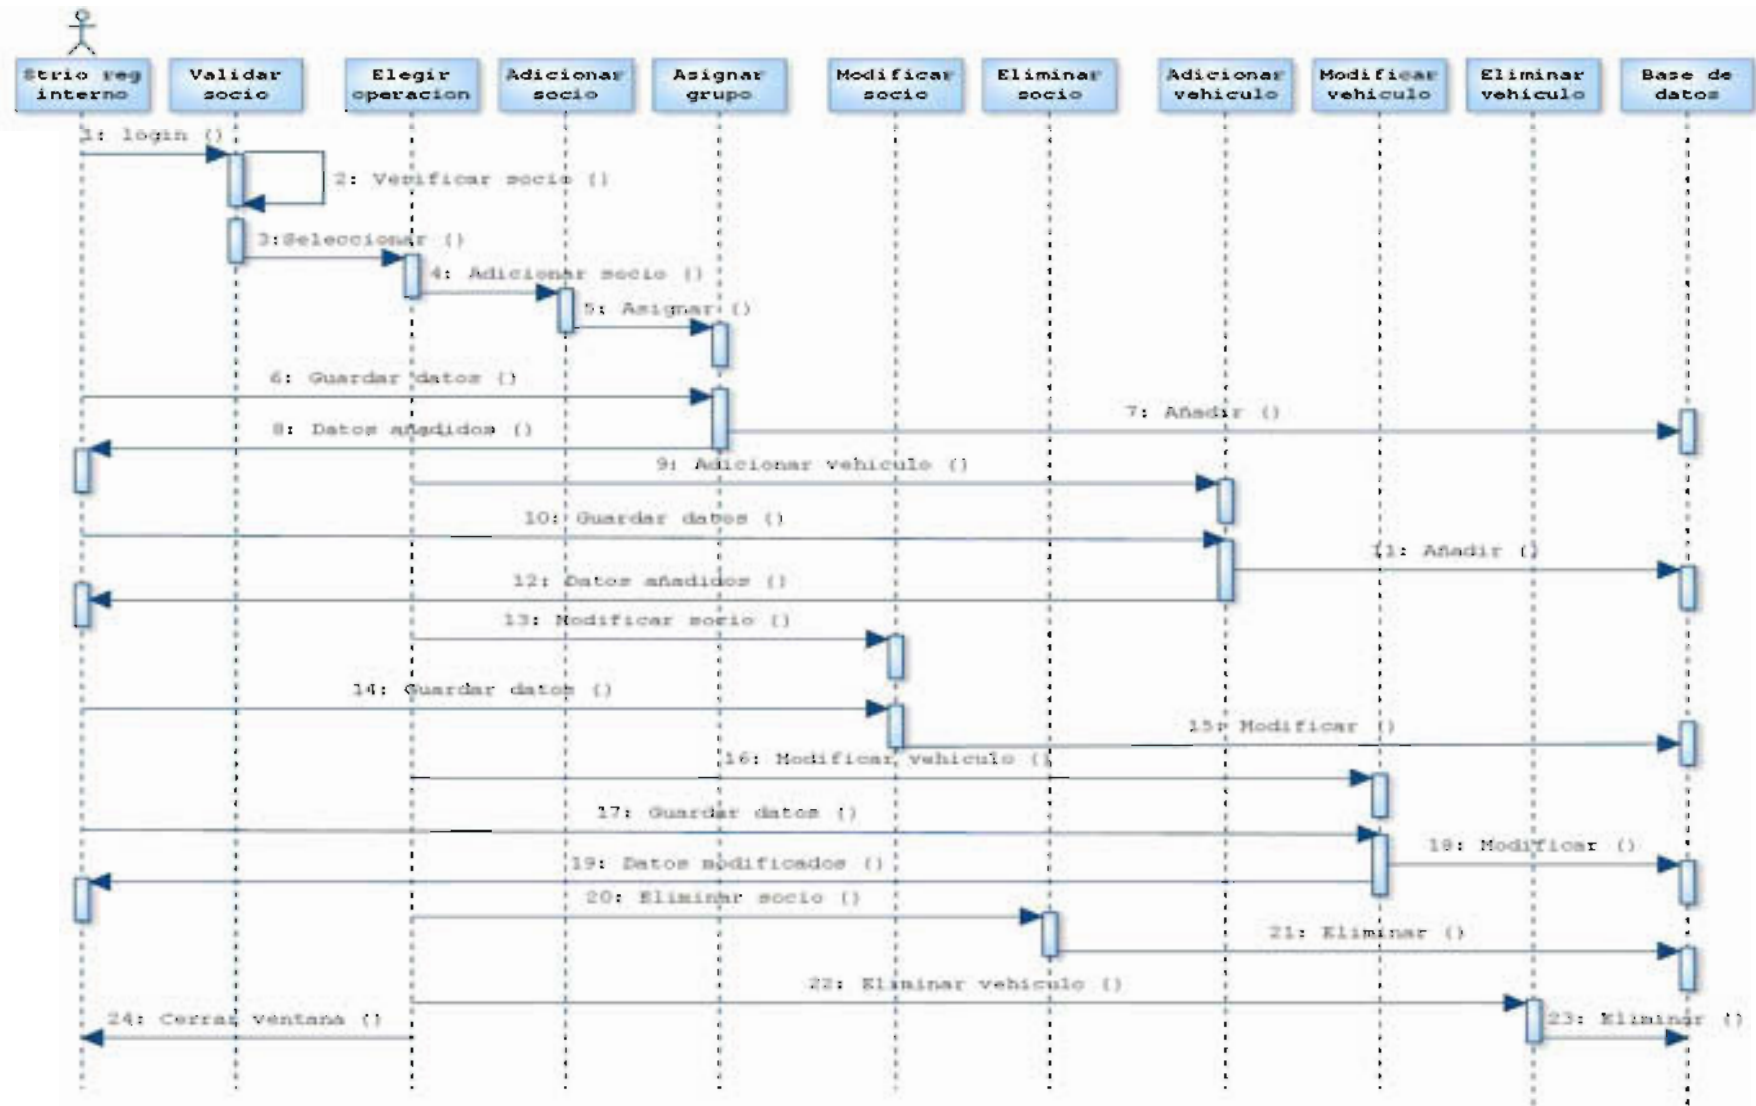 Strio reg
interno
Validar
socio
Elegir
operacion
Adicionar
socio
Asignar
grupo
Modificar
socio
Eliminar
socio
Adicionar
vehiculo
Modificar
vehiculo
Eliminar
vehiculo
Base de
datos
1: login ()
2: Verificar socio ()
3:Seleccionar ()
4: Adicionar socio ()
5: Asignar ()
6: Guardar datos ()
7: Añadir ()
8: Datos añadidos ()
9: Adicionar vehiculo ()
10: Guardar datos ()
11: Añadir ()
12: Datos añadidos ()
13: Modificar socio ()
14: Guardar datos ()
15: Modificar ()
16: Modificar vehiculo ()
17: Guardar datos ()
18: Modificar ()
19: Datos modificados ()
20: Eliminar socio ()
21: Eliminar ()
22: Eliminar vehiculo ()
23: Eliminar ()
24: Cerrar ventana ()